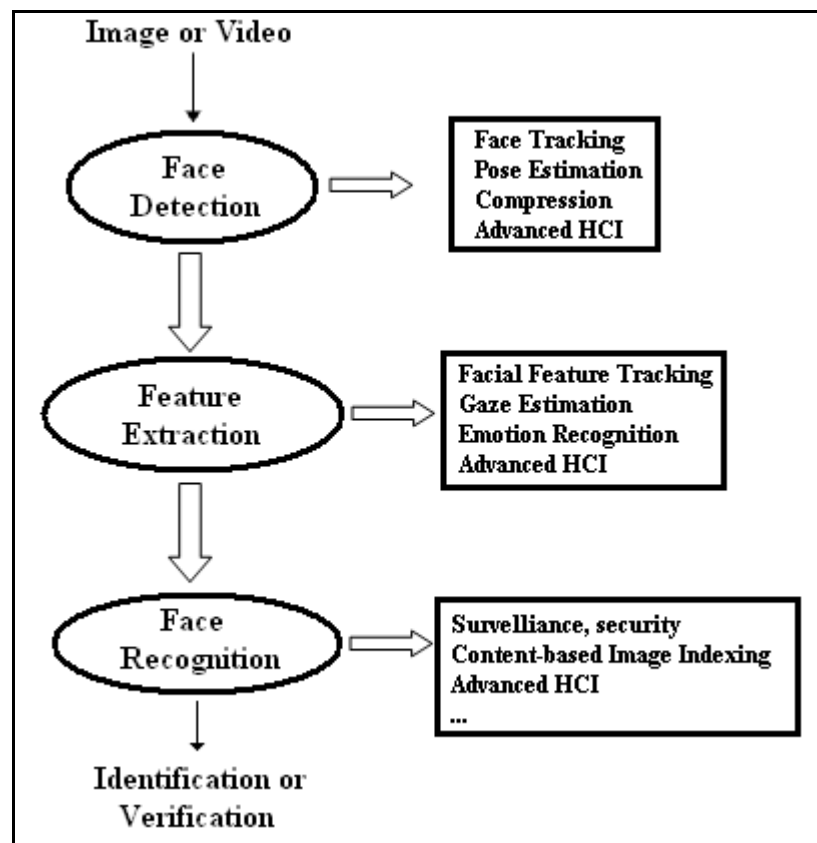 Image or Video
Face
Detection
Face Tracking
Pose Estimation
Compression
Advanced HCI
Feature
Extraction
Facial Feature Tracking
Gaze Estimation
Emotion Recognition
Advanced HCI
Face
Recognition
Survelliance, security
Content-based Image Indexing
Advanced HCI
...
Identification or
Verification